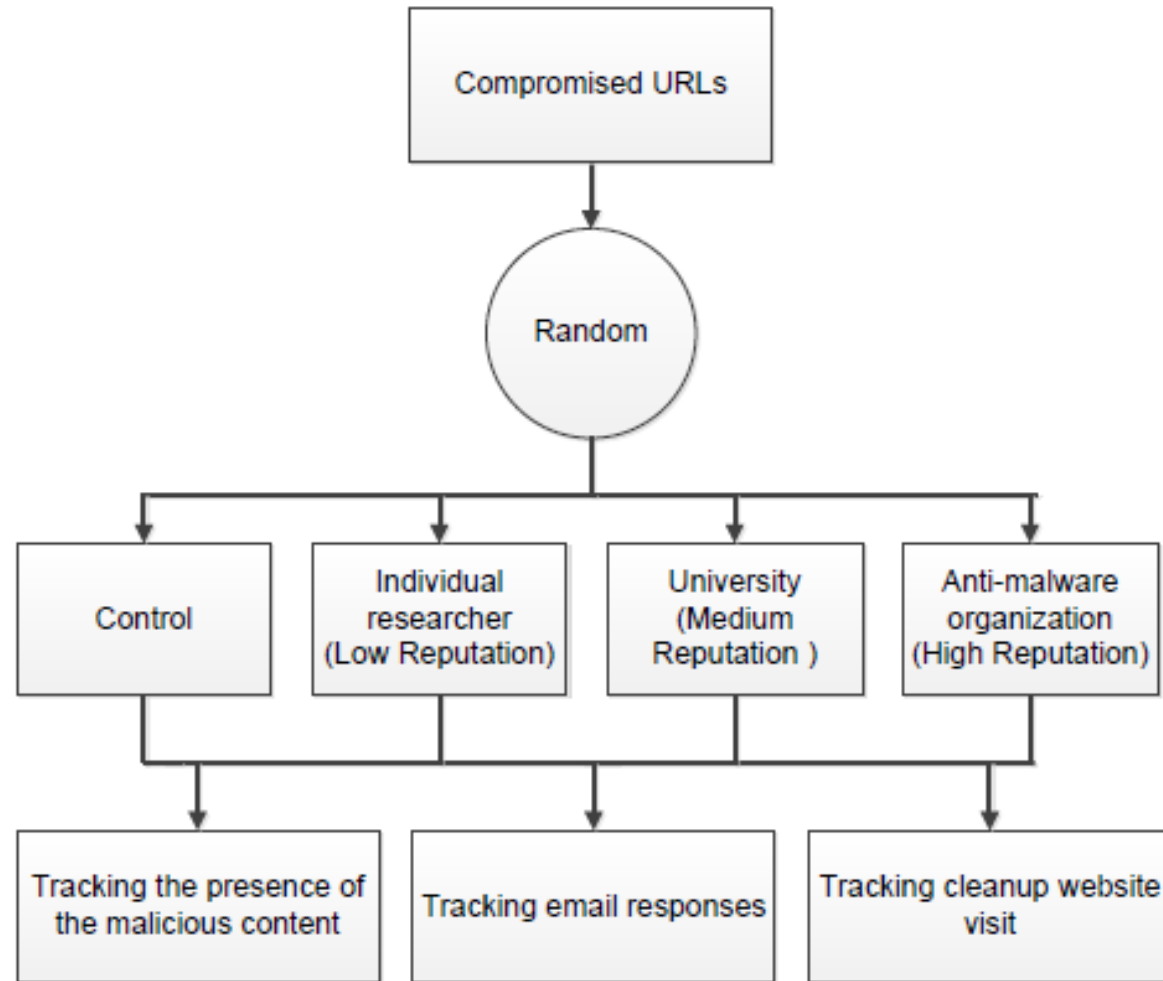 Compromised URLs
Random
Control
Individual
researcher
(Low Reputation)
University
(Medium
Reputation )
Anti-malware
organization
(High Reputation)
Tracking the presence of
the malicious content
Tracking email responses
Tracking cleanup website
visit